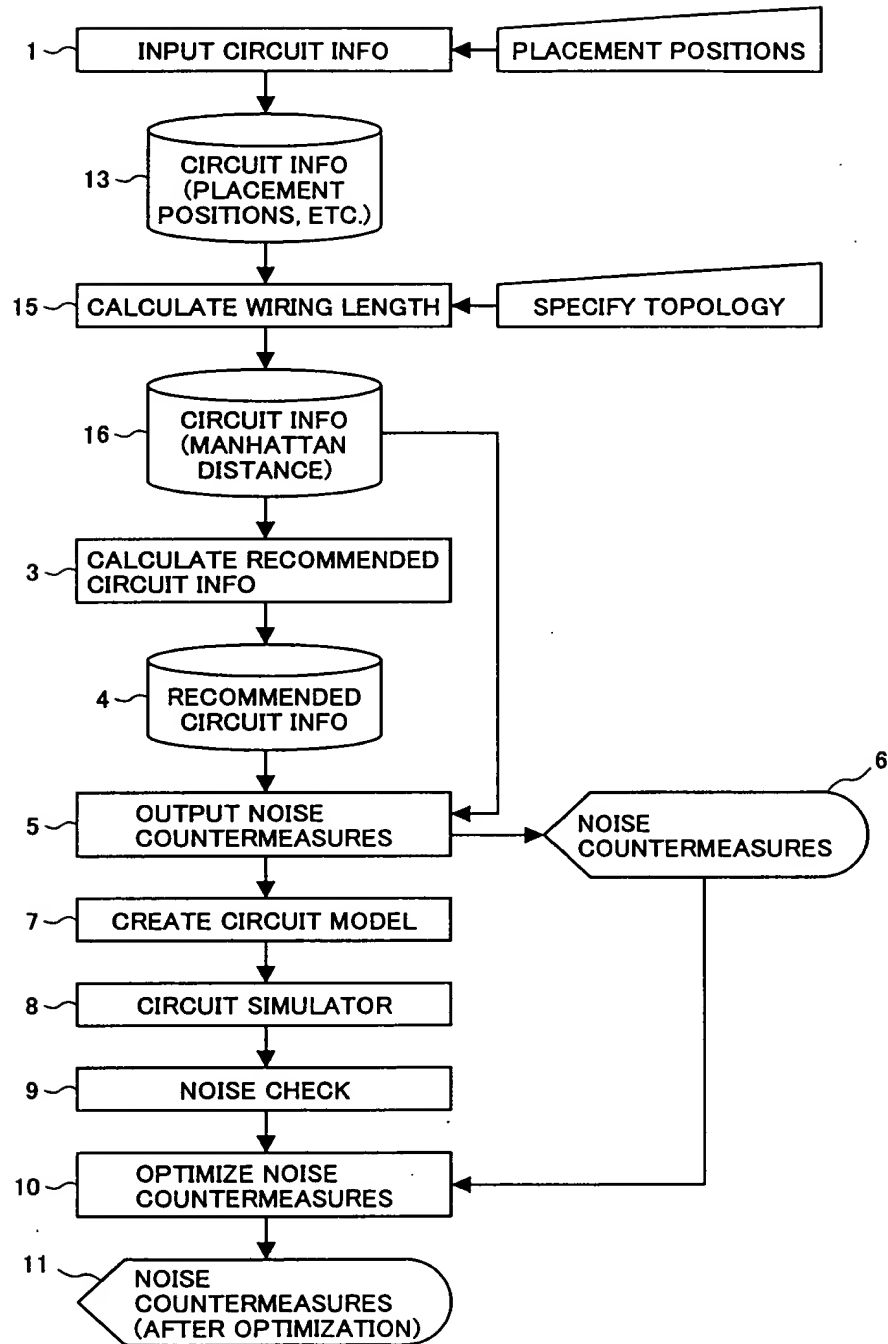 1
INPUT CIRCUIT INFO
PLACEMENT POSITIONS
13
CIRCUIT INFO
(PLACEMENT
POSITIONS, ETC.)
15
CALCULATE WIRING LENGTH
SPECIFY TOPOLOGY
16
CIRCUIT INFO
(MANHATTAN
DISTANCE)
3
CALCULATE RECOMMENDED
CIRCUIT INFO
4
RECOMMENDED
CIRCUIT INFO
5
OUTPUT NOISE
COUNTERMEASURES
6
NOISE
COUNTERMEASURES
7
CREATE CIRCUIT MODEL
8
CIRCUIT SIMULATOR
9
NOISE CHECK
10
OPTIMIZE NOISE
COUNTERMEASURES
11
NOISE
COUNTERMEASURES
(AFTER OPTIMIZATION)